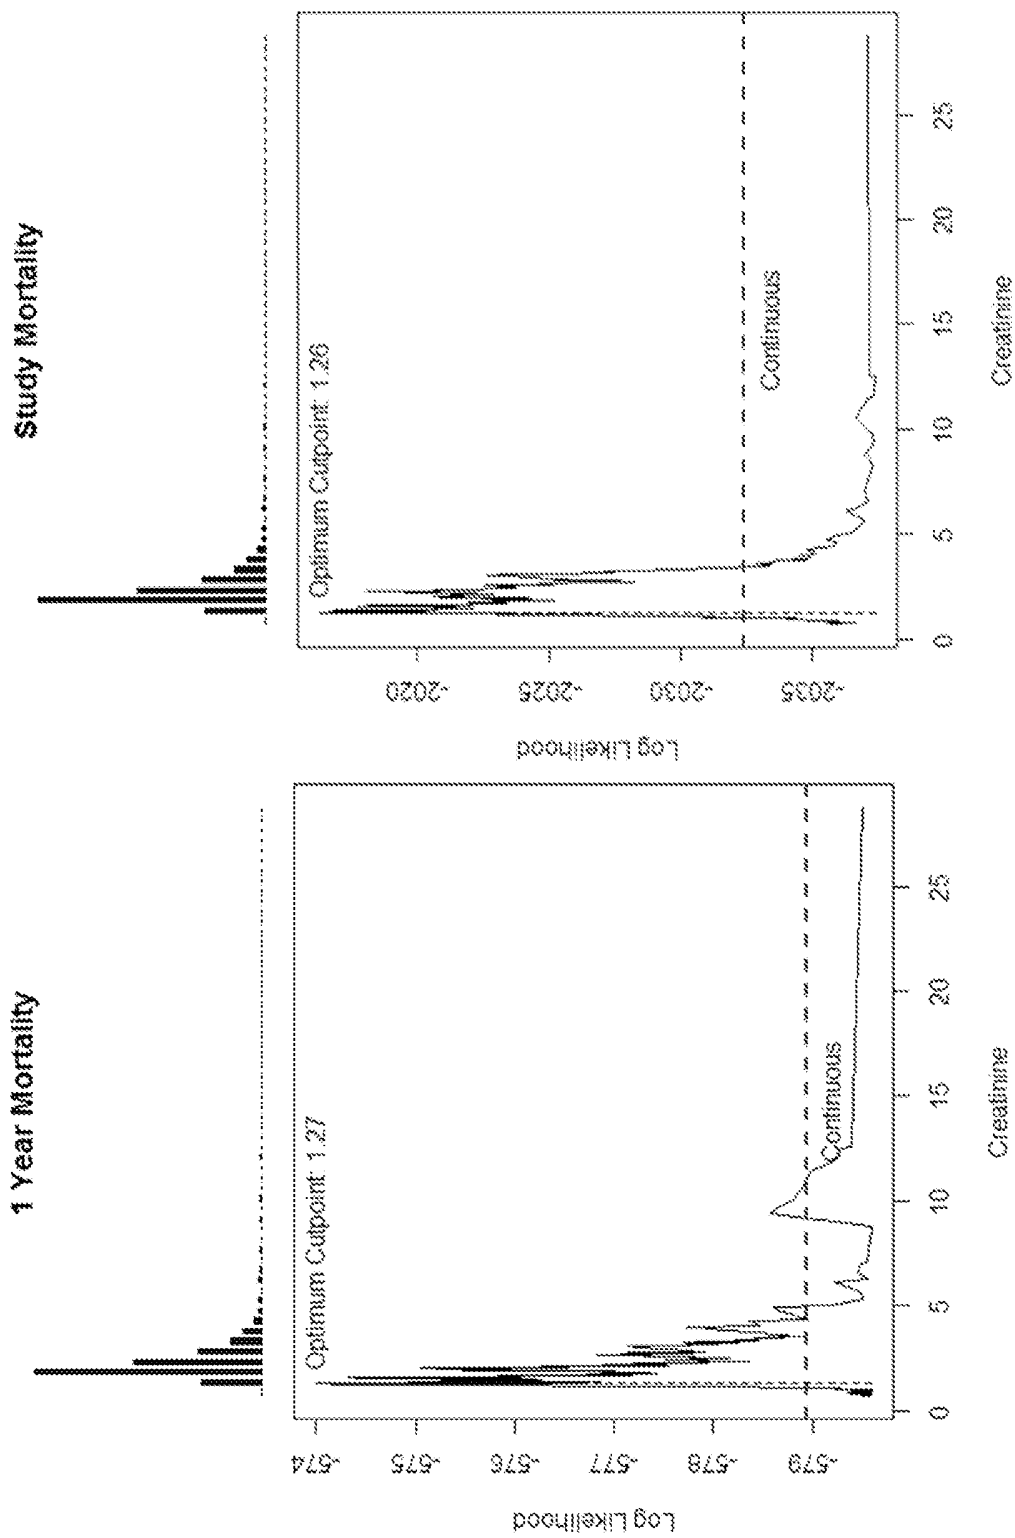 1 Year Mortality
Optimum Cutpoint 1.27
Continuous
Log Likelihood
-574
-575
-576
-577
-578
-579
0
5
10
15
20
25
Creatinine
Study Mortality
Optimum Cutpoint 1.26
Continuous
Log Likelihood
-2020
-2025
-2030
-2035
0
5
10
15
20
25
Creatinine